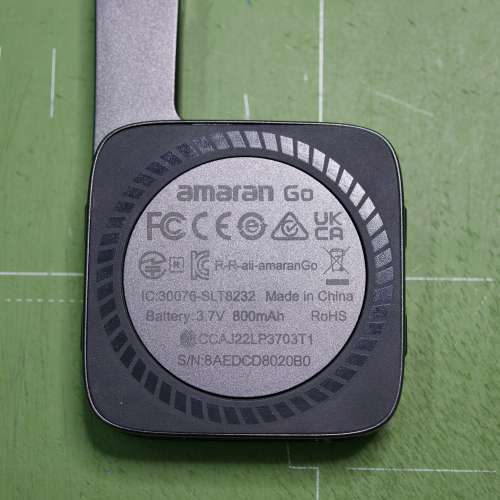 amaran Go
FC CE UK CA
R R-R-ali-amaranGo
IC:30076-SLT8232 Made in China
Battery: 3.7V 800mAh RoHS
CCAJ22LP3703T1
S/N:8AEDCD8020B0